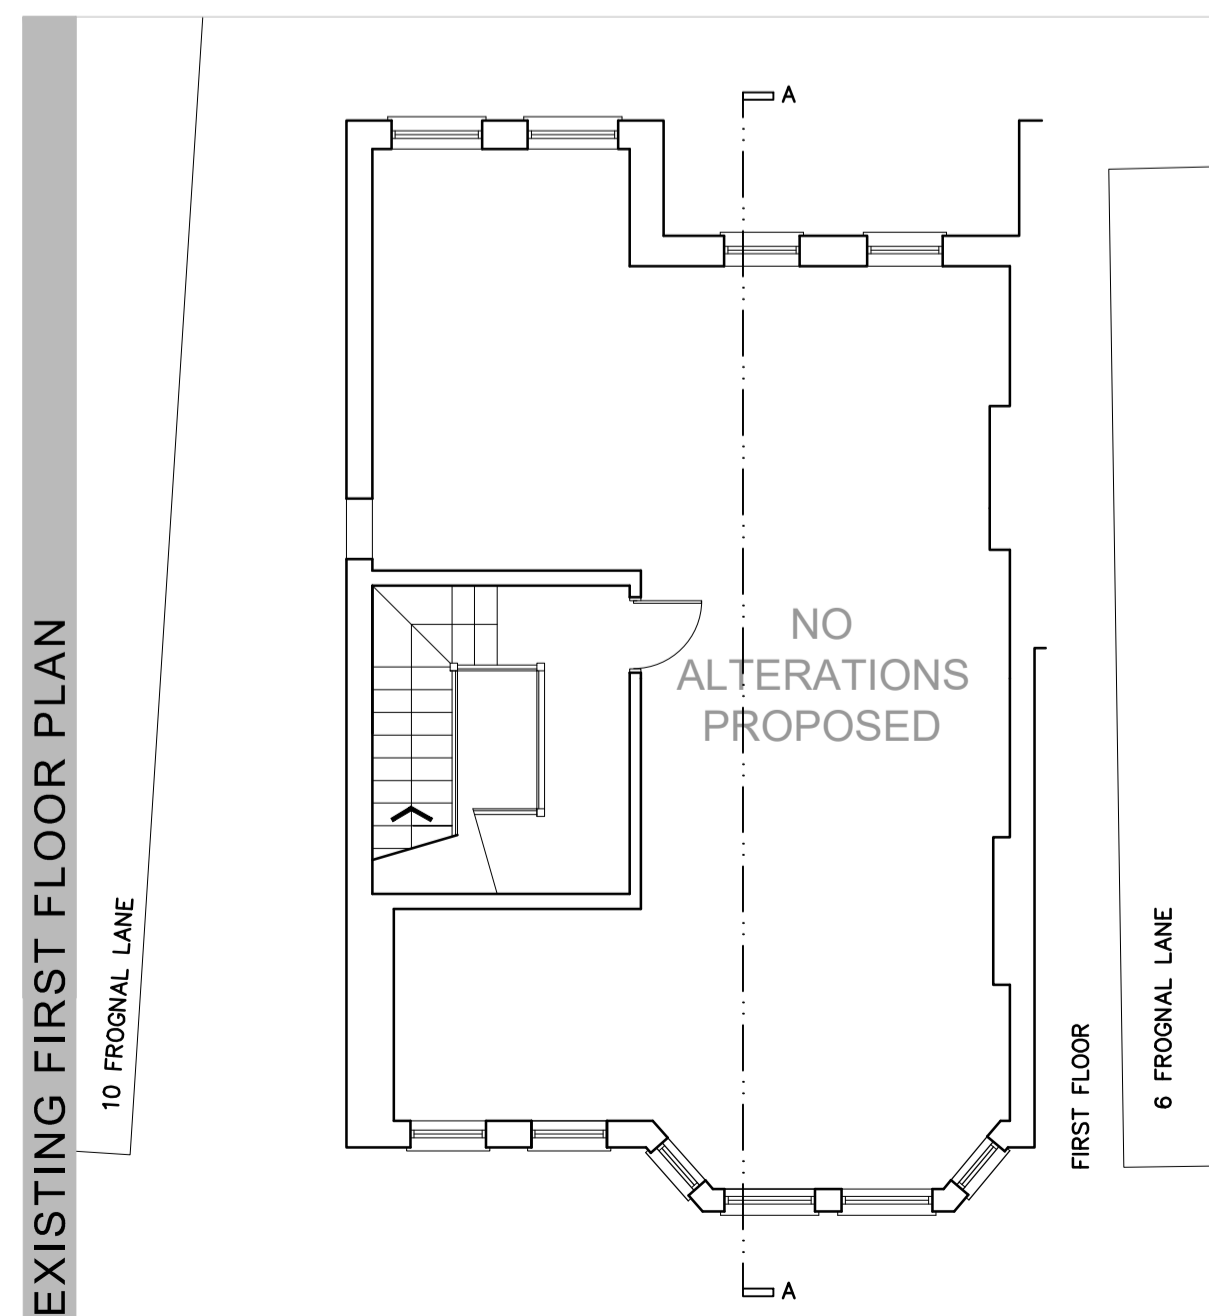 EXISTING FIRST FLOOR PLAN
10 FROGNAL LANE
A
NO
ALTERATIONS
PROPOSED
A
FIRST FLOOR
6 FROGNAL LANE